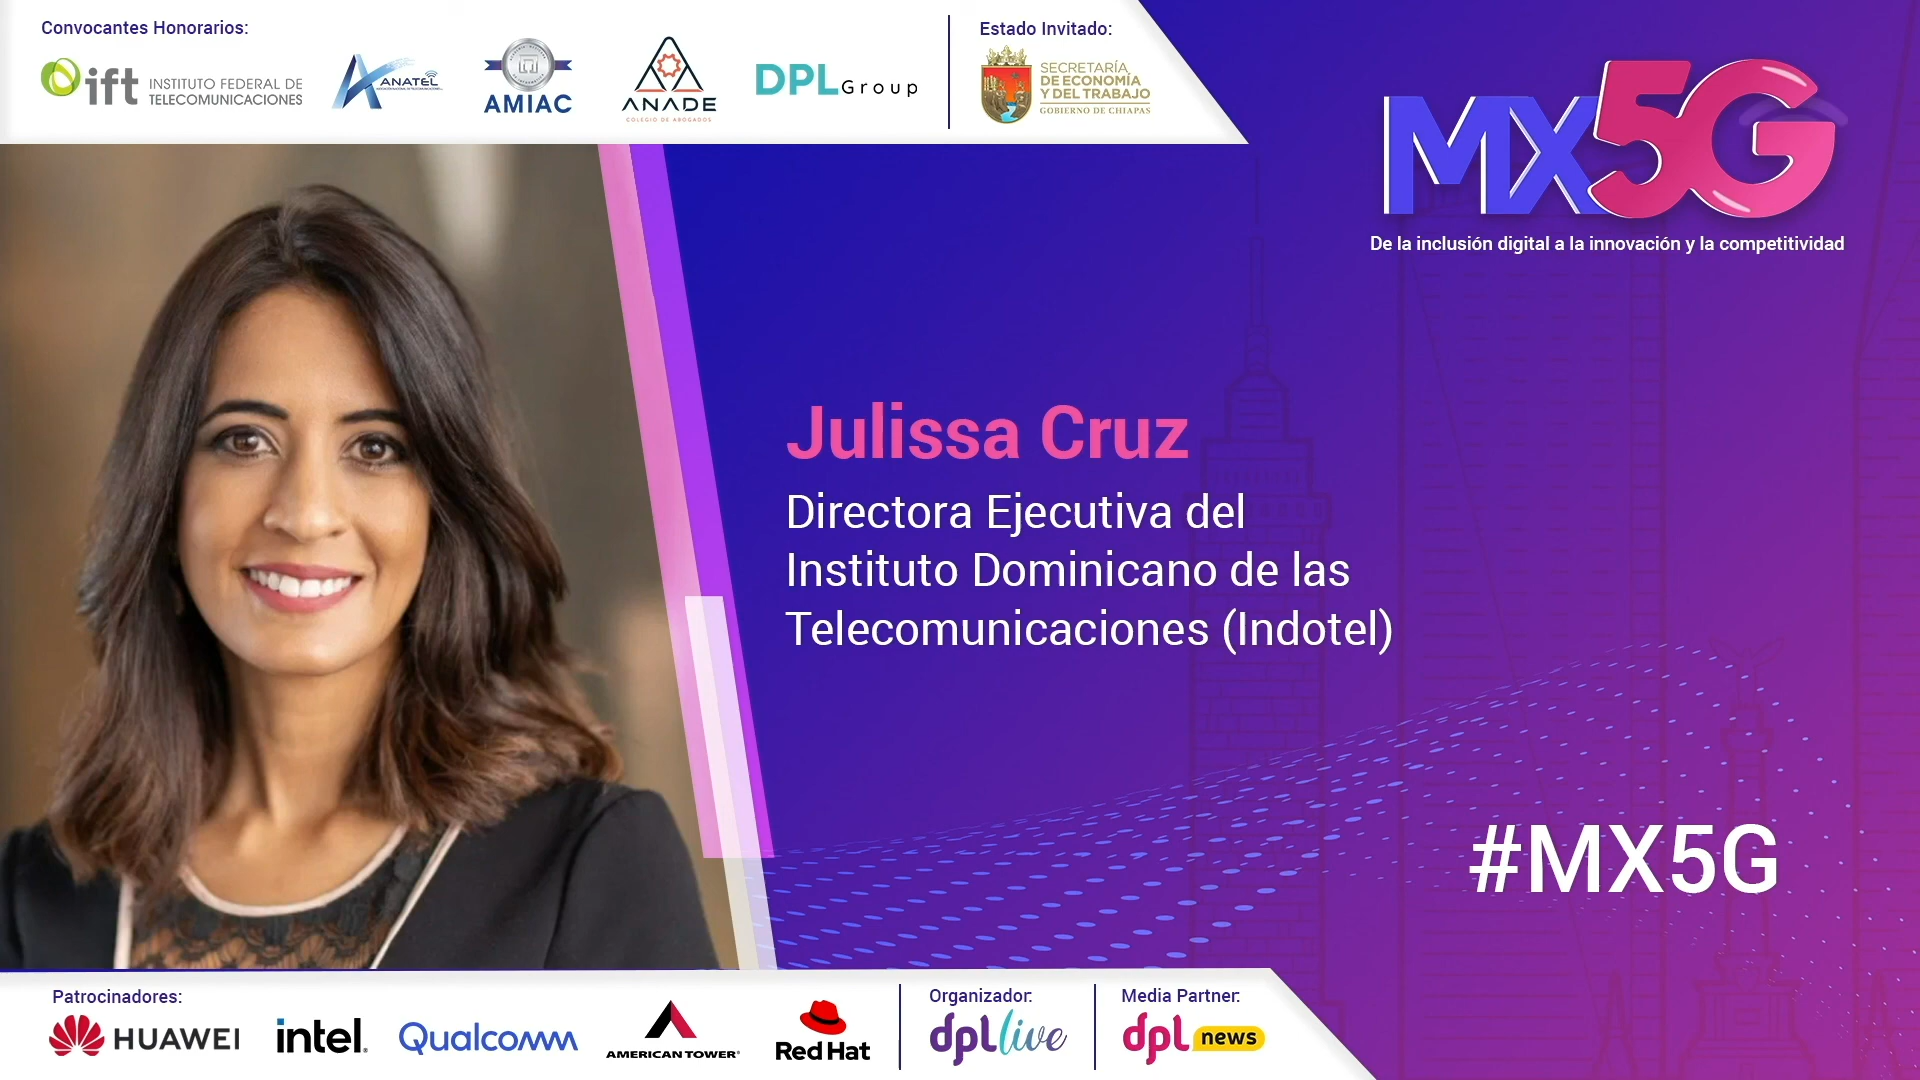 Convocantes Honorarios:
ift INSTITUTO FEDERAL DE
TELECOMUNICACIONES
ANATEL
AMIAC
ANADE
COLEGIO DE ABOGADOS
DPL Group
Estado Invitado:
SECRETARÍA
DE ECONOMÍA
Y DEL TRABAJO
GOBIERNO DE CHIAPAS
MX5G
De la inclusión digital a la innovación y la competitividad
Julissa Cruz
Directora Ejecutiva del
Instituto Dominicano de las
Telecomunicaciones (Indotel)
#MX5G
Patrocinadores:
HUAWEI
intel.
Qualcomm
AMERICAN TOWER®
Red Hat
Organizador:
dpl live
Media Partner:
dpl news